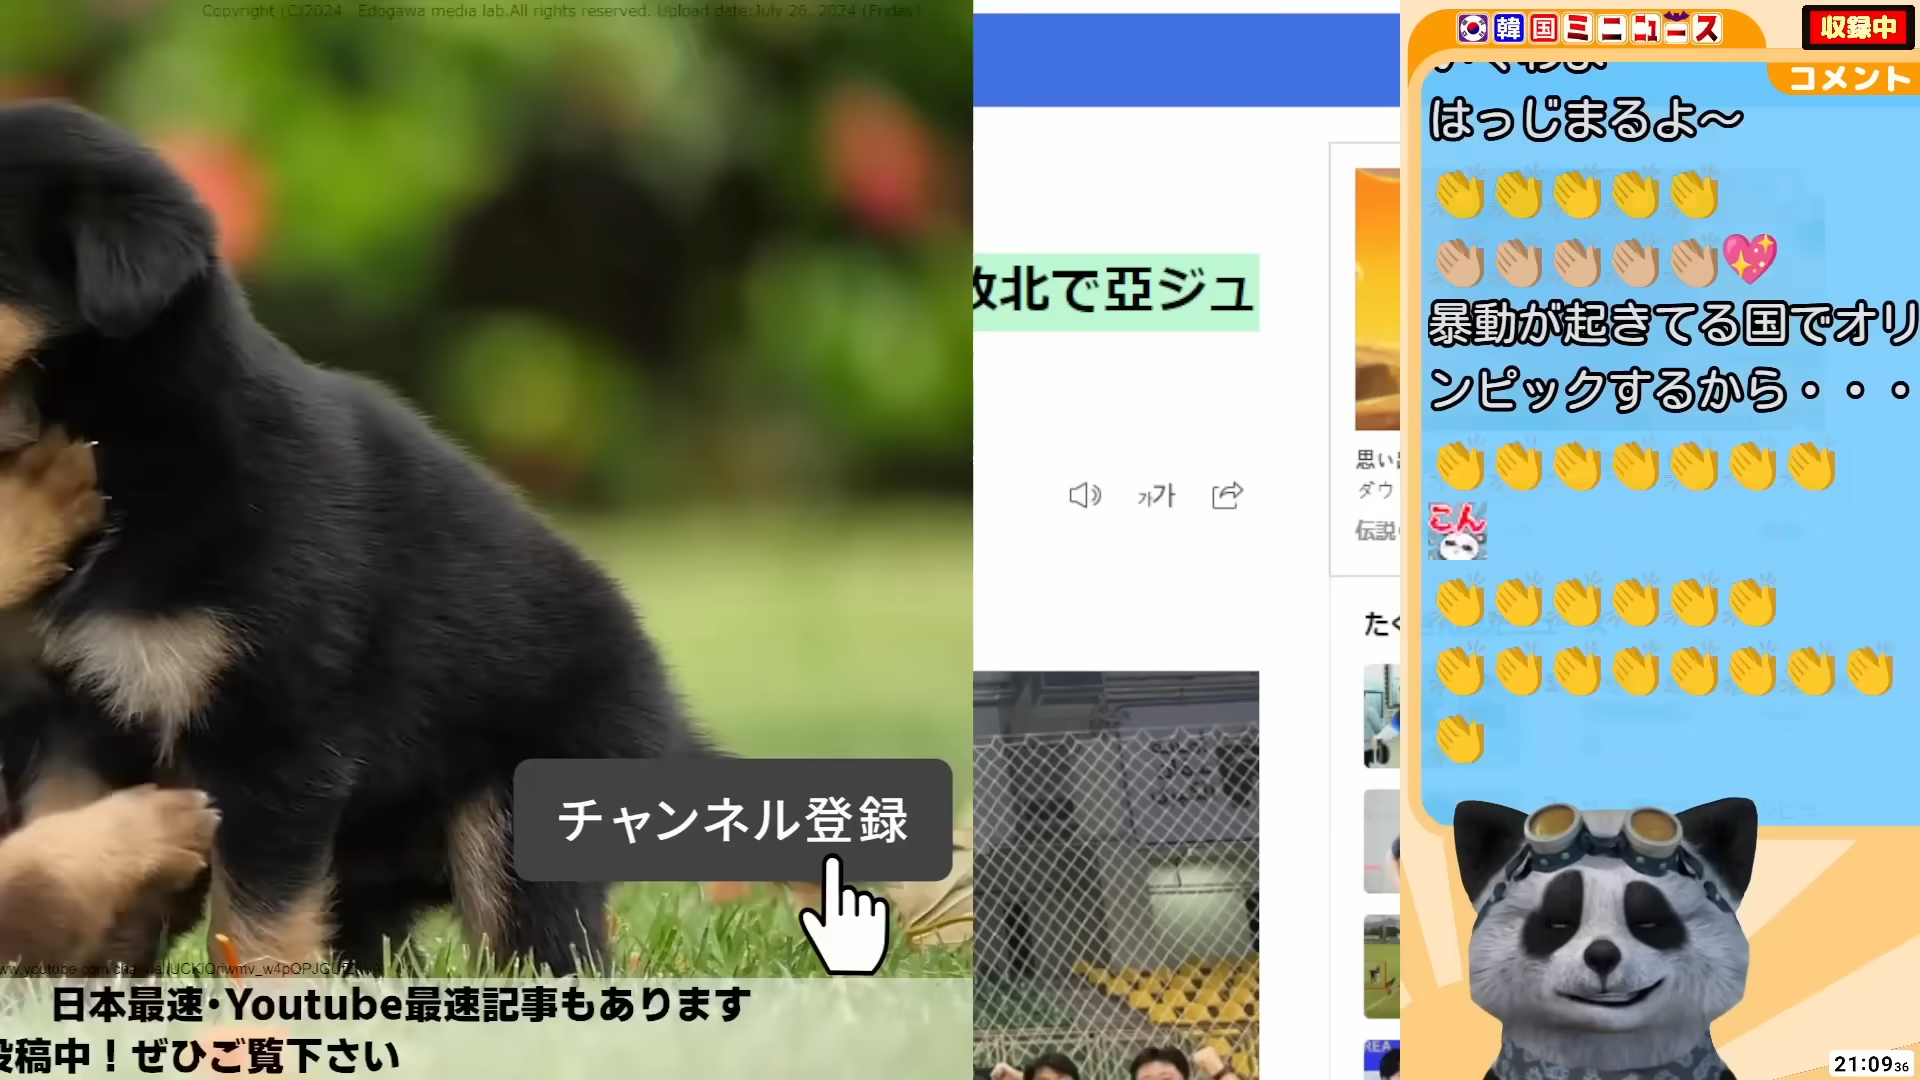 Copyright (C)2024 Edogawa media lab.All rights reserved. Upload date:July 26, 2024 (Friday)
敗北で亜ジュ
가가
思い
ダウ
伝説
たく
チャンネル登録
日本最速･Youtube最速記事もあります
投稿中！ぜひご覧下さい
韓国ミニニュース
収録中
コメント
はっじまるよ～
👏👏👏👏👏
👏🏼👏🏼👏🏼👏🏼👏🏼💖
暴動が起きてる国でオリ
ンピックするから・・・
👏👏👏👏👏👏👏
こん
👏👏👏👏👏👏
👏👏👏👏👏👏👏👏
👏
21:09 36